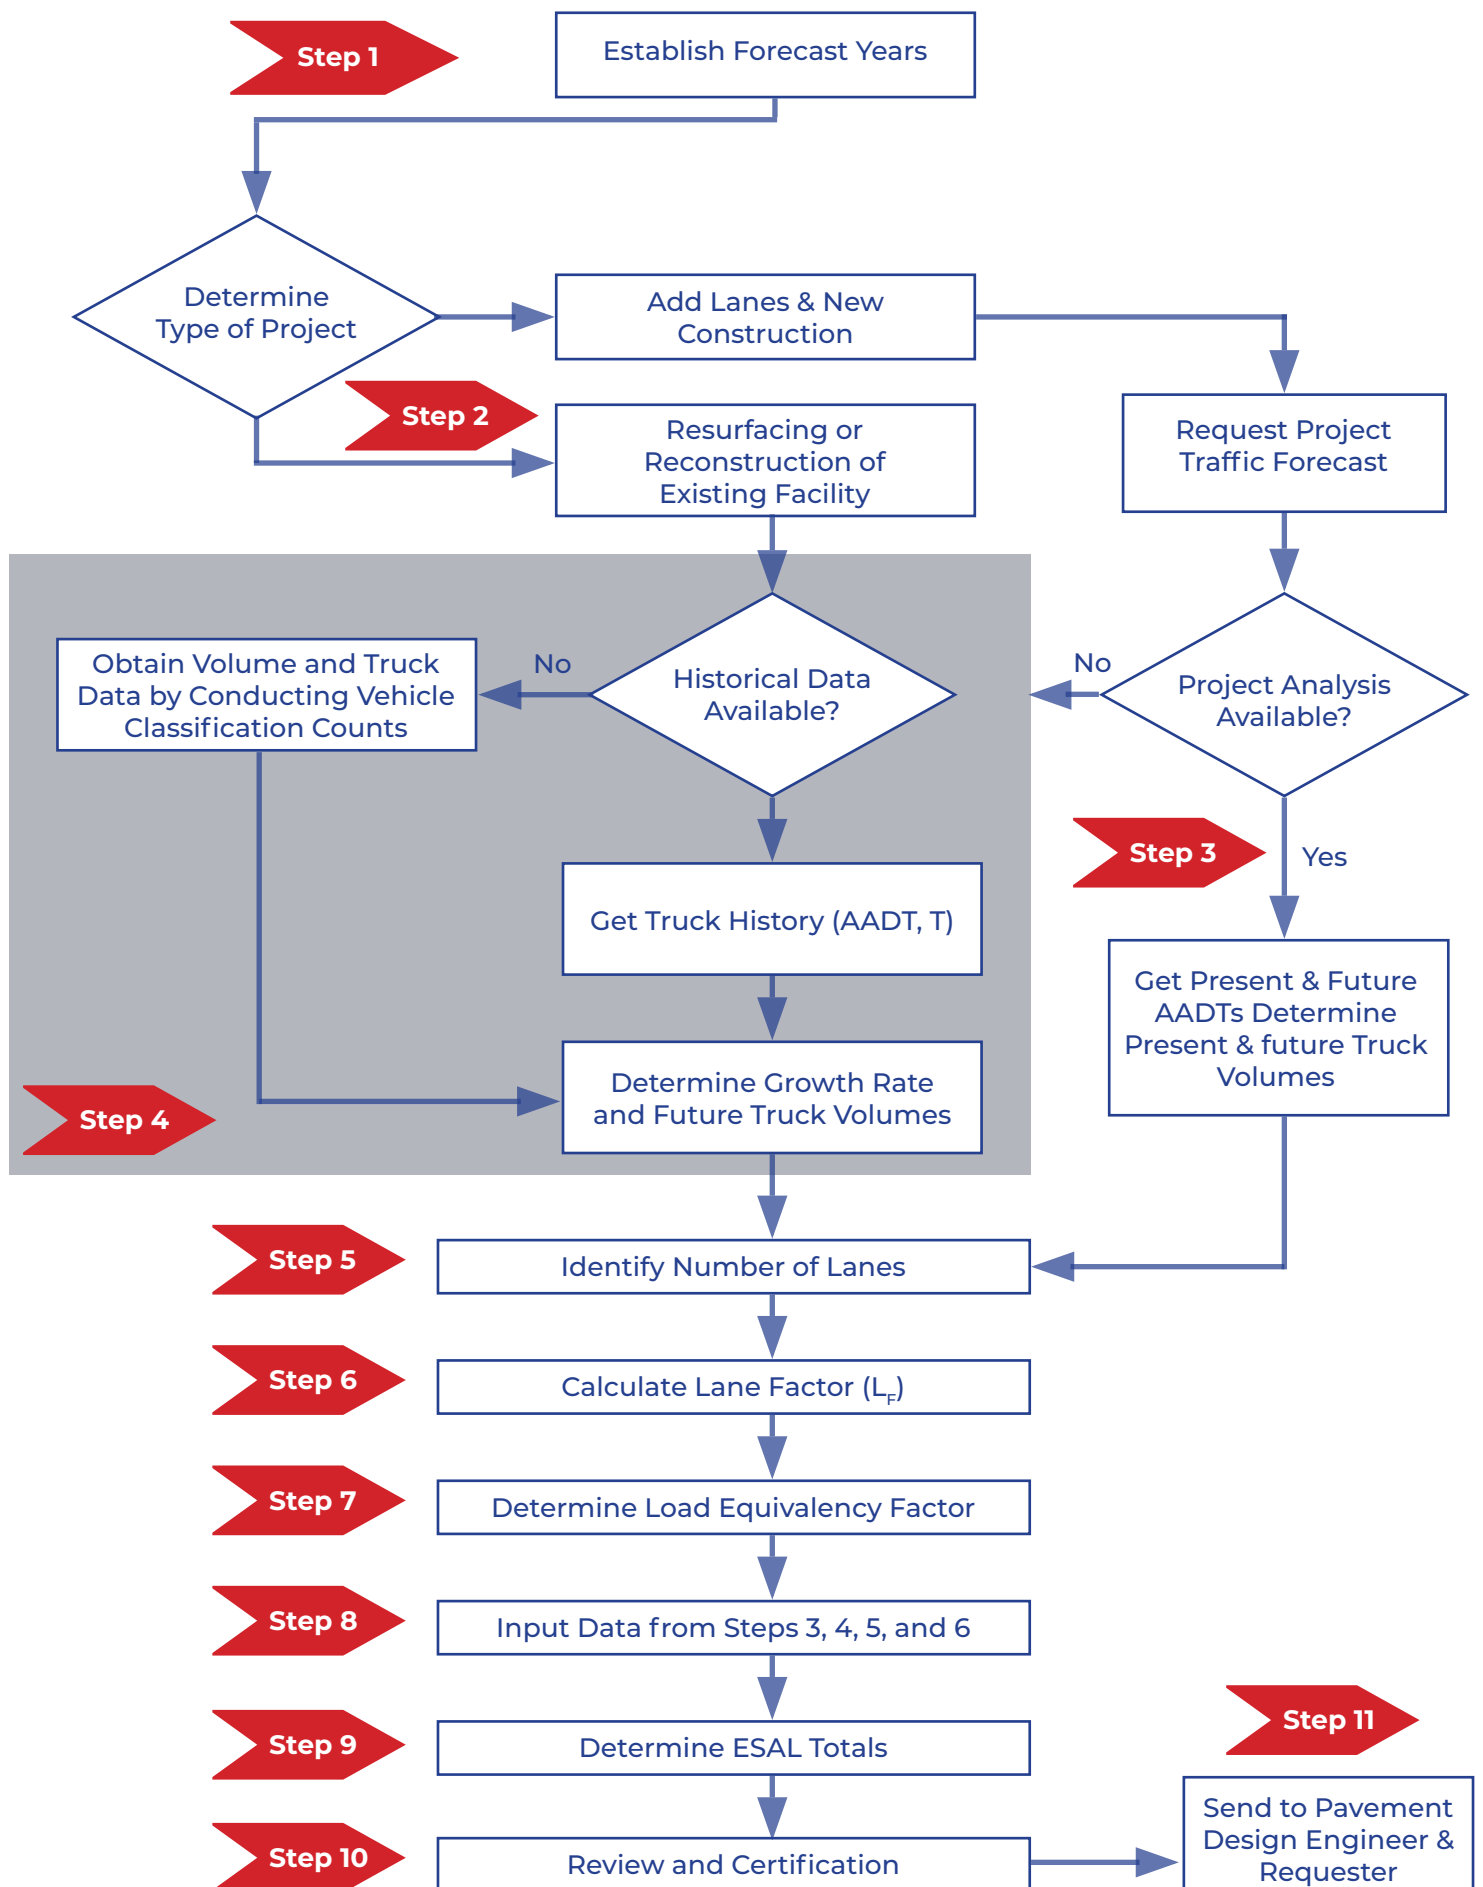 Step 1
Establish Forecast Years
Determine
Type of Project
Add Lanes & New
Construction
Step 2
Resurfacing or
Reconstruction of
Existing Facility
Request Project
Traffic Forecast
Obtain Volume and Truck
Data by Conducting Vehicle
Classification Counts
No
Historical Data
Available?
No
Project Analysis
Available?
Step 3
Yes
Get Truck History (AADT, T)
Get Present & Future
AADTs Determine
Present & future Truck
Volumes
Step 4
Determine Growth Rate
and Future Truck Volumes
Step 5
Identify Number of Lanes
Step 6
Calculate Lane Factor (L_F)
Step 7
Determine Load Equivalency Factor
Step 8
Input Data from Steps 3, 4, 5, and 6
Step 9
Determine ESAL Totals
Step 10
Review and Certification
Step 11
Send to Pavement
Design Engineer &
Requester